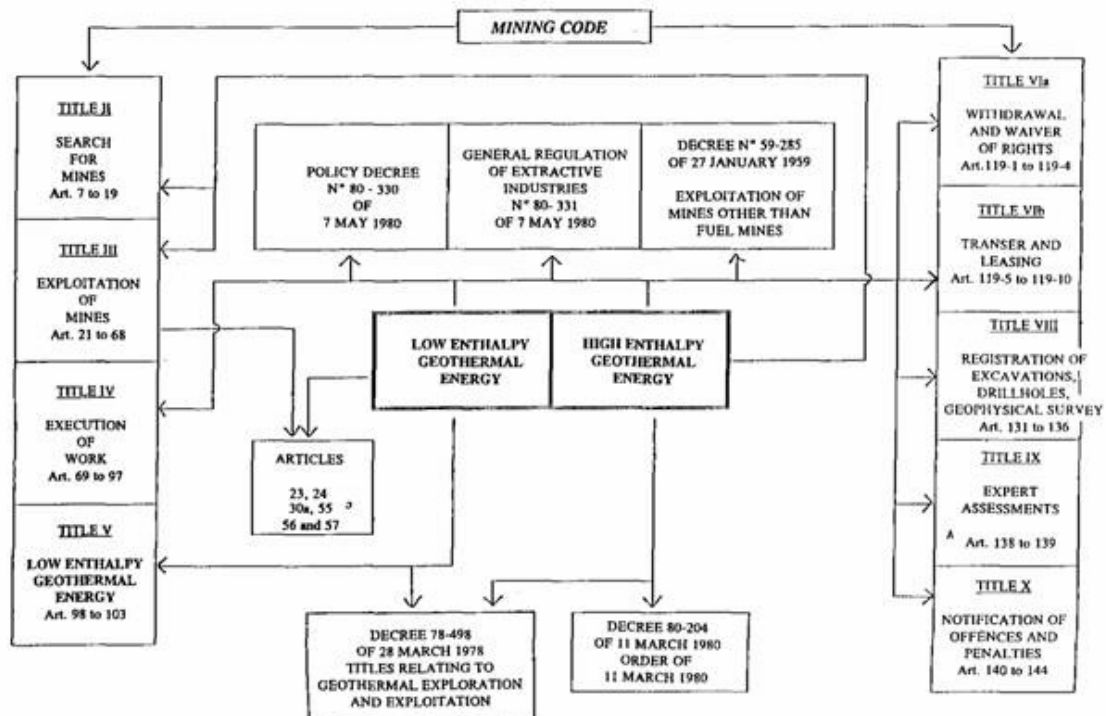 MINING CODE
TITLE II
SEARCH
FOR
MINES
Art. 7 to 19
TITLE III
EXPLOITATION
OF
MINES
Art. 21 to 68
TITLE IV
EXECUTION
OF
WORK
Art. 69 to 97
TITLE V
LOW ENTHALPY
GEOTHERMAL
ENERGY
Art. 98 to 103
POLICY DECREE
N° 80 - 330
OF
7 MAY 1980
GENERAL REGULATION
OF EXTRACTIVE
INDUSTRIES
N° 80- 331
OF 7 MAY 1980
DECREE N° 59-285
OF 27 JANUARY 1959
EXPLOITATION OF
MINES OTHER THAN
FUEL MINES
LOW ENTHALPY
GEOTHERMAL
ENERGY
HIGH ENTHALPY
GEOTHERMAL
ENERGY
ARTICLES
23, 24
30a, 55
56 and 57
DECREE 78-498
OF 28 MARCH 1978
TITLES RELATING TO
GEOTHERMAL EXPLORATION
AND EXPLOITATION
DECREE 80-204
OF 11 MARCH 1980
ORDER OF
11 MARCH 1980
TITLE VIa
WITHDRAWAL
AND WAIVER
OF RIGHTS
Art.119-1 to 119-4
TITLE VIb
TRANSER AND
LEASING
Art. 119-5 to 119-10
TITLE VIII
REGISTRATION OF
EXCAVATIONS,
DRILLHOLES,
GEOPHYSICAL SURVEY
Art. 131 to 136
TITLE IX
EXPERT
ASSESSMENTS
A Art. 138 to 139
TITLE X
NOTIFICATION OF
OFFENCES AND
PENALTIES
Art. 140 to 144